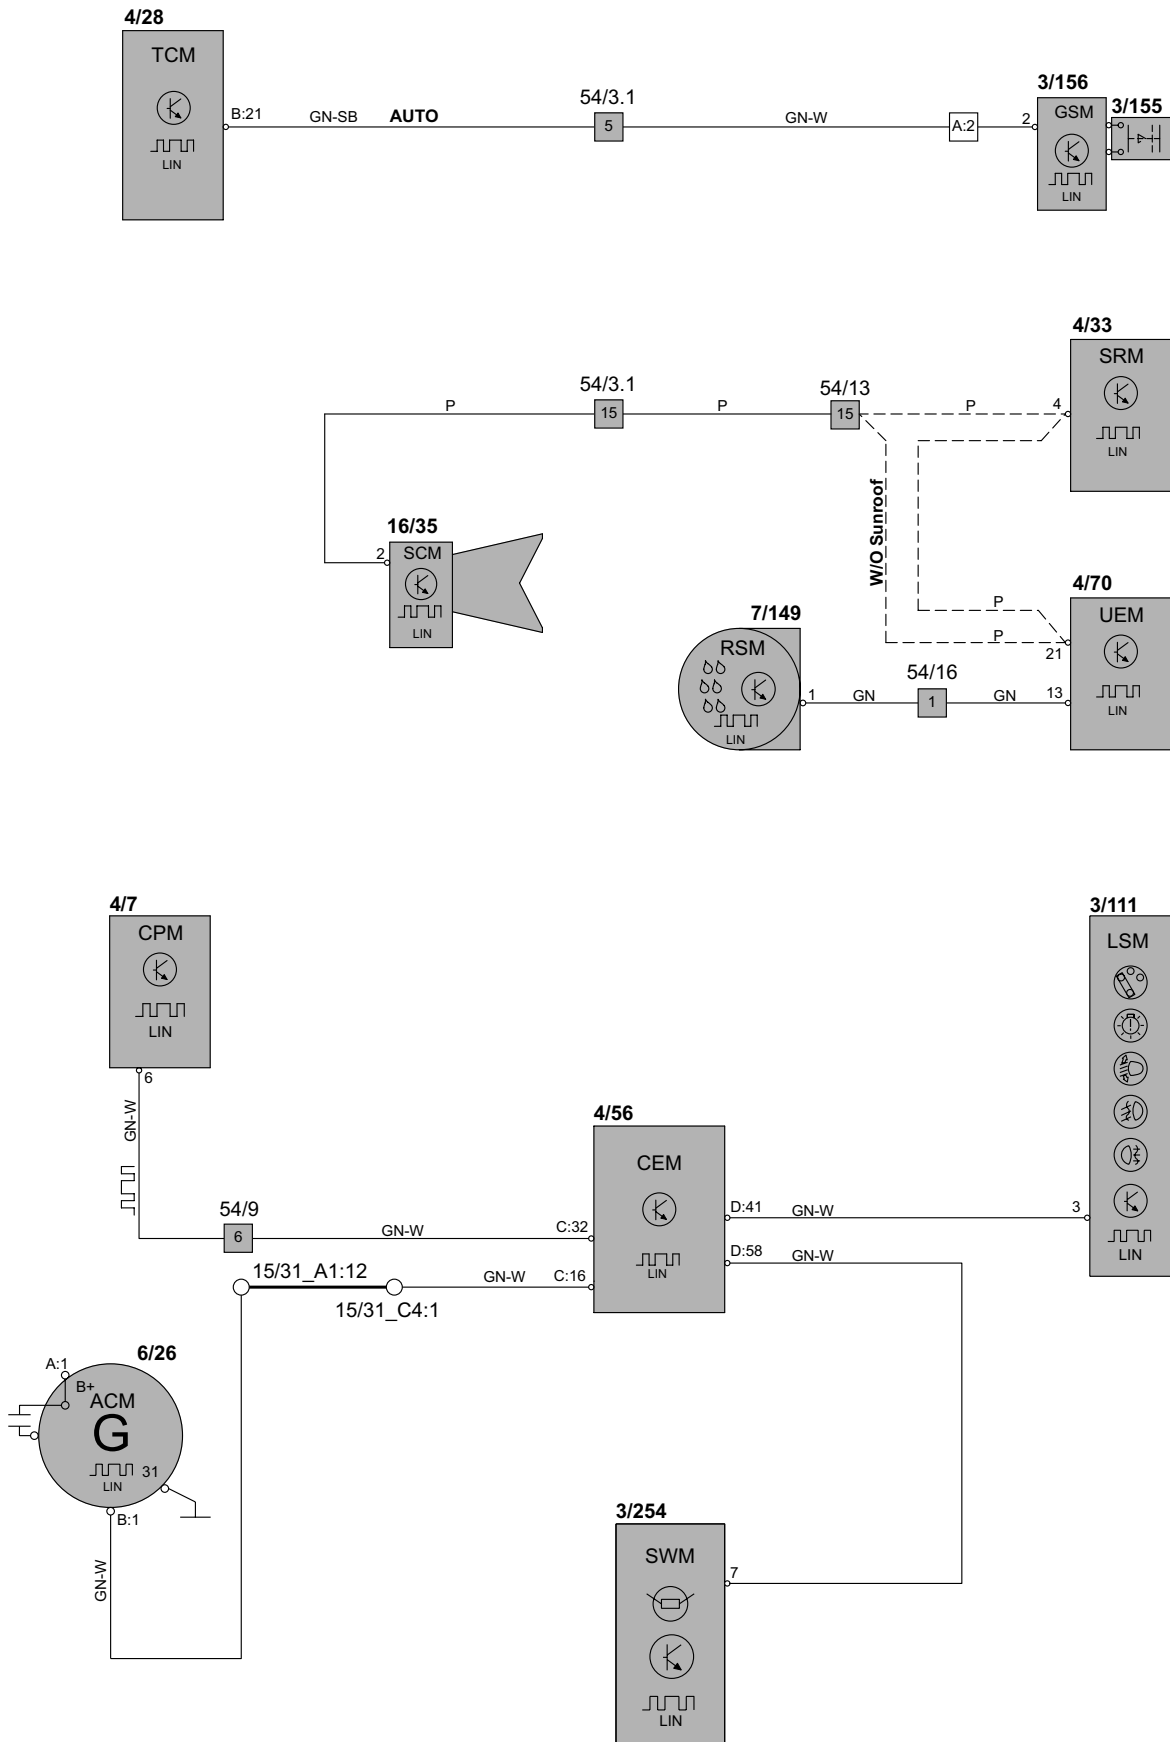 4/28
TCM
LIN
B:21
GN-SB
AUTO
54/3.1
5
GN-W
A:2
2
3/156
GSM
LIN
3/155
4/33
SRM
LIN
4
P
54/13
15
P
54/3.1
15
P
2
16/35
SCM
LIN
W/O Sunroof
4/70
UEM
LIN
P
P
21
13
7/149
RSM
LIN
1
GN
54/16
1
GN
4/7
CPM
LIN
6
GN-W
54/9
6
GN-W
C:32
15/31_A1:12
15/31_C4:1
GN-W
C:16
4/56
CEM
LIN
D:41
GN-W
D:58
GN-W
3
3/111
LSM
LIN
6/26
A:1
B+
ACM
G
LIN
31
B:1
GN-W
3/254
SWM
LIN
7